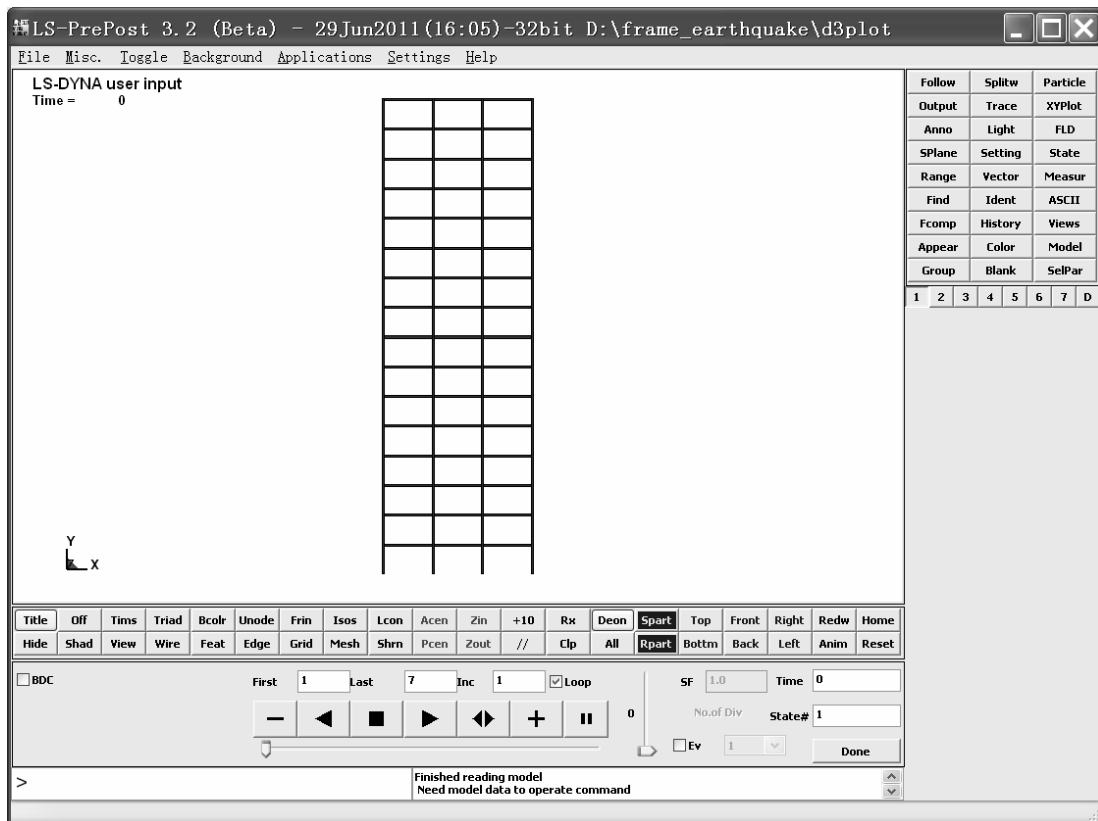 LS-PrePost 3.2 (Beta) - 29Jun2011(16:05)-32bit D:\frame_earthquake\d3plot
File Misc. Toggle Background Applications Settings Help
LS-DYNA user input
Time = 0
Follow Splitw Particle
Output Trace XYPlot
Anno Light FLD
SPlane Setting State
Range Vector Measur
Find Ident ASCII
Fcomp History Views
Appear Color Model
Group Blank SelPar
1 2 3 4 5 6 7 D
Y
Z X
Title Off Tims Triad Bcolr Unode Frin Isos Lcon Acen Zin +10 Rx Deon Spart Top Front Right Redw Home
Hide Shad View Wire Feat Edge Grid Mesh Shrn Pcen Zout // Clp All Rpart Bottm Back Left Anim Reset
BDC First 1 Last 7 Inc 1 Loop SF 1.0 Time 0
0 No.of Div State# 1
Ev 1 Done
> Finished reading model
Need model data to operate command